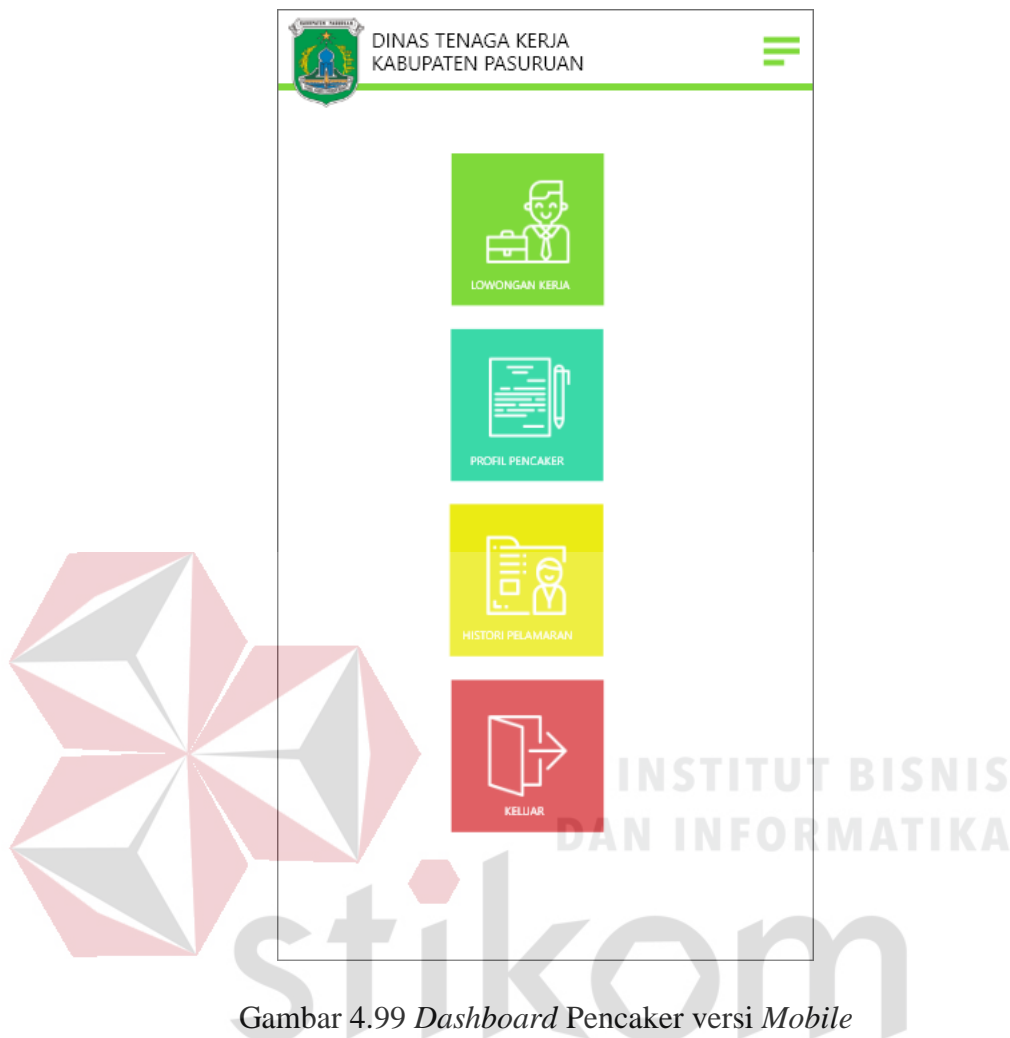 DINAS TENAGA KERJA
KABUPATEN PASURUAN
LOWONGAN KERJA
PROFIL PENCAKER
HISTORI PELAMARAN
KELUAR
INSTITUT BISNIS
DAN INFORMATIKA
stikom
Gambar 4.99 Dashboard Pencaker versi Mobile